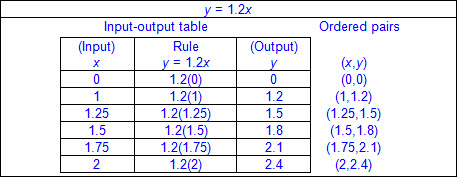 y = 1.2x
Input-output table Ordered pairs
(Input) Rule (Output)
x y = 1.2x y (x,y)
0 1.2(0) 0 (0,0)
1 1.2(1) 1.2 (1,1.2)
1.25 1.2(1.25) 1.5 (1.25,1.5)
1.5 1.2(1.5) 1.8 (1.5,1.8)
1.75 1.2(1.75) 2.1 (1.75,2.1)
2 1.2(2) 2.4 (2,2.4)